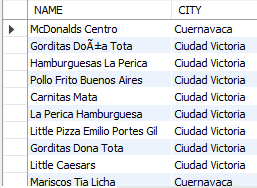 NAME CITY
McDonalds Centro Cuernavaca
Gorditas DoÃ±a Tota Ciudad Victoria
Hamburguesas La Perica Ciudad Victoria
Pollo Frito Buenos Aires Ciudad Victoria
Carnitas Mata Ciudad Victoria
La Perica Hamburguesa Ciudad Victoria
Little Pizza Emilio Portes Gil Ciudad Victoria
Gorditas Dona Tota Ciudad Victoria
Little Caesars Ciudad Victoria
Mariscos Tia Licha Cuernavaca